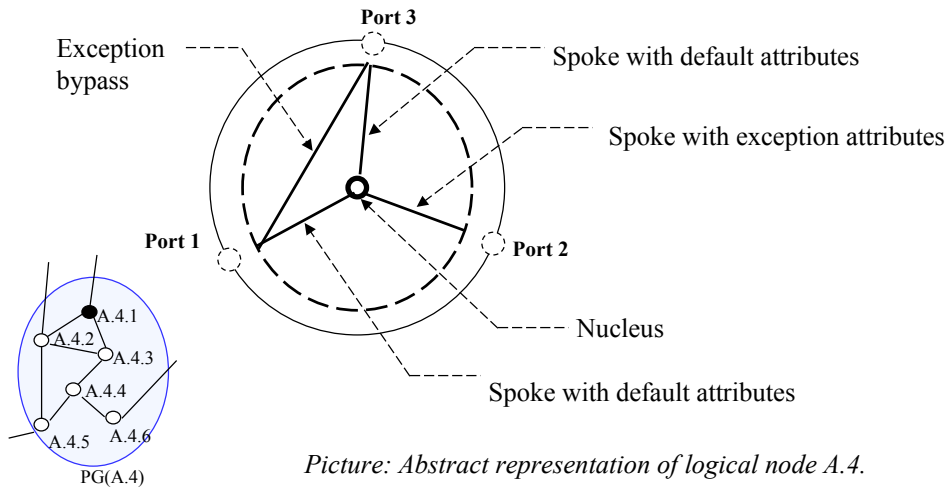 Port 3
Exception
bypass
Spoke with default attributes
Spoke with exception attributes
Port 1
Port 2
Nucleus
Spoke with default attributes
A.4.1
A.4.2
A.4.3
A.4.4
A.4.5
A.4.6
PG(A.4)
Picture: Abstract representation of logical node A.4.